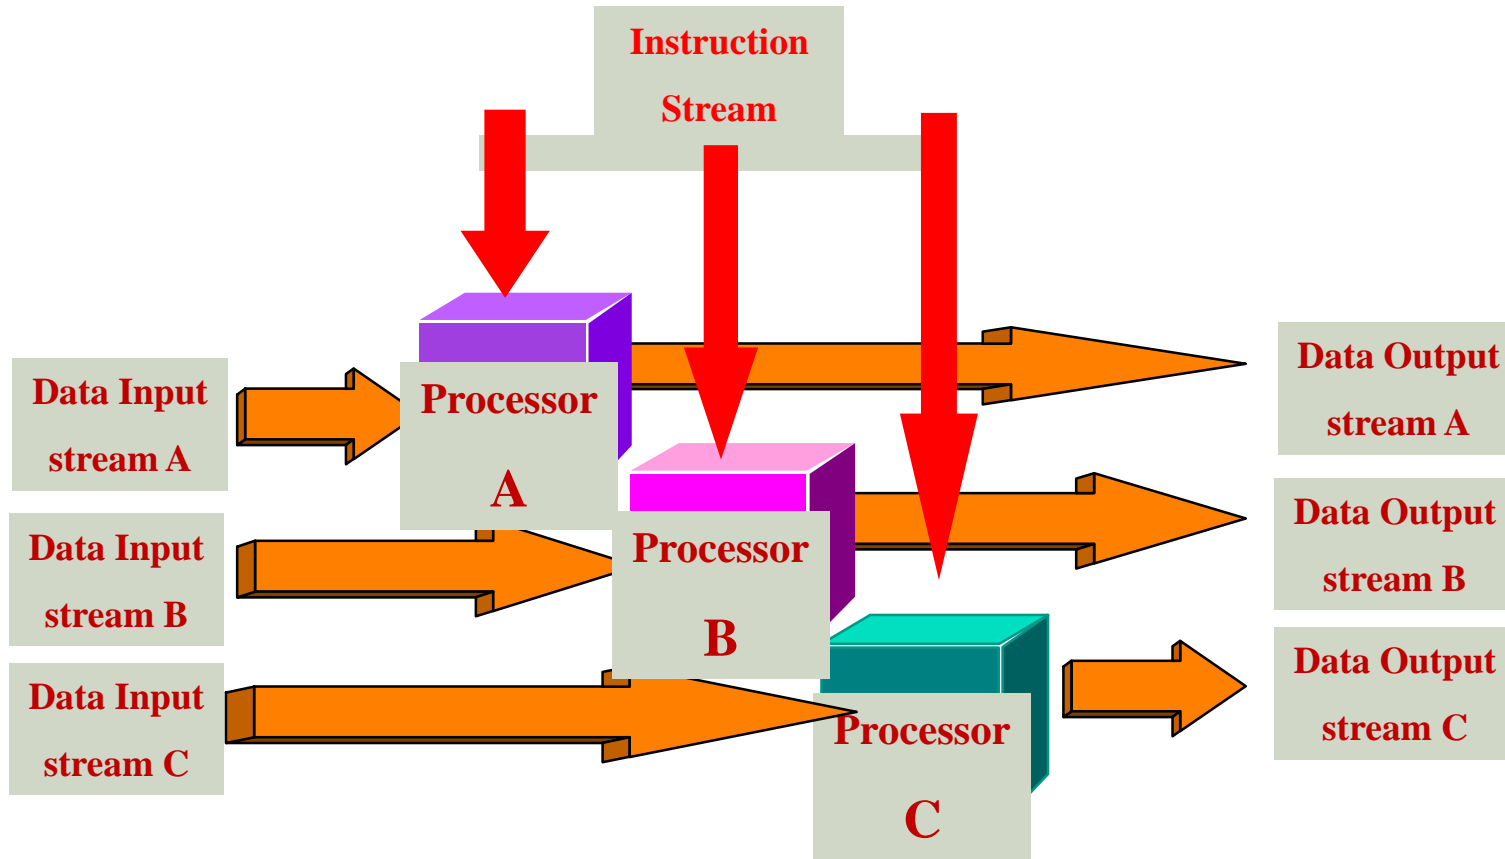 Instruction
Stream
Data Input
stream A
Processor
A
Data Output
stream A
Data Input
stream B
Processor
B
Data Output
stream B
Data Input
stream C
Processor
C
Data Output
stream C